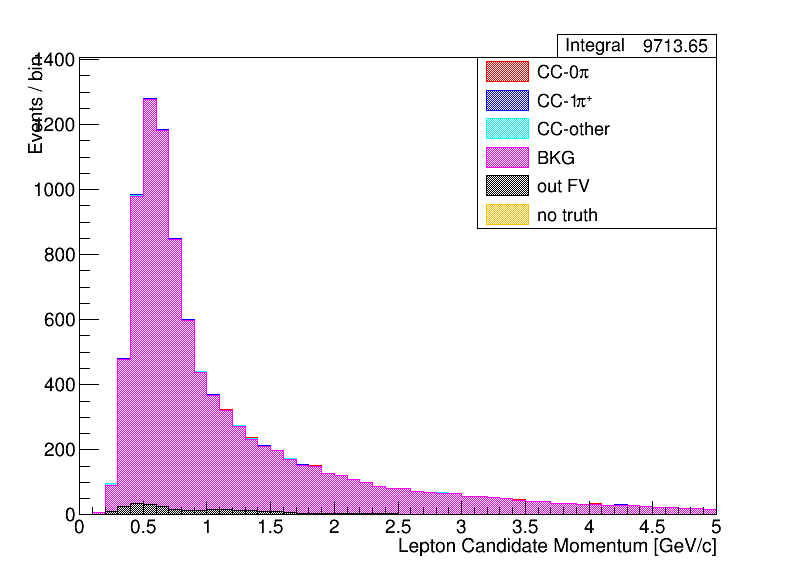 Integral 9713.65
Events / bin
CC-0π
CC-1π⁺
CC-other
BKG
out FV
no truth
1400
1200
1000
800
600
400
200
0
0 0.5 1 1.5 2 2.5 3 3.5 4 4.5 5
Lepton Candidate Momentum [GeV/c]